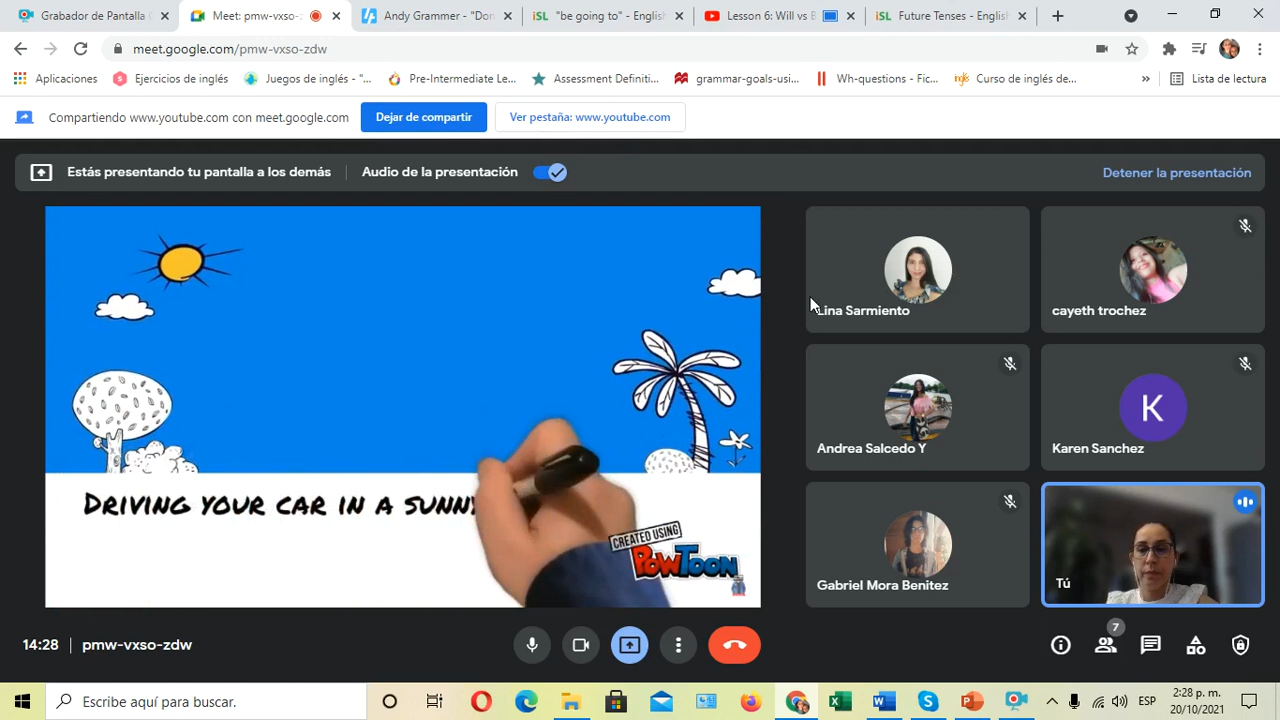 Grabador de Pantalla G
Meet: pmw-vxso-z
Andy Grammer - "Don
"be going to" - English
Lesson 6: Will vs B
Future Tenses - English
meet.google.com/pmw-vxso-zdw
Aplicaciones
Ejercicios de inglés
Juegos de inglés - "...
Pre-Intermediate Le...
Assessment Definiti...
grammar-goals-usi...
Wh-questions - Fic...
Curso de inglés de...
»
Lista de lectura
Compartiendo www.youtube.com con meet.google.com
Dejar de compartir
Ver pestaña: www.youtube.com
Estás presentando tu pantalla a los demás
Audio de la presentación
Detener la presentación
Lina Sarmiento
cayeth trochez
Andrea Salcedo Y
K
Karen Sanchez
DRIVING YOUR CAR IN A SUNNY
CREATED USING
POWTOON
Gabriel Mora Benitez
Tú
14:28
pmw-vxso-zdw
7
Escribe aquí para buscar.
ESP
2:28 p. m.
20/10/2021